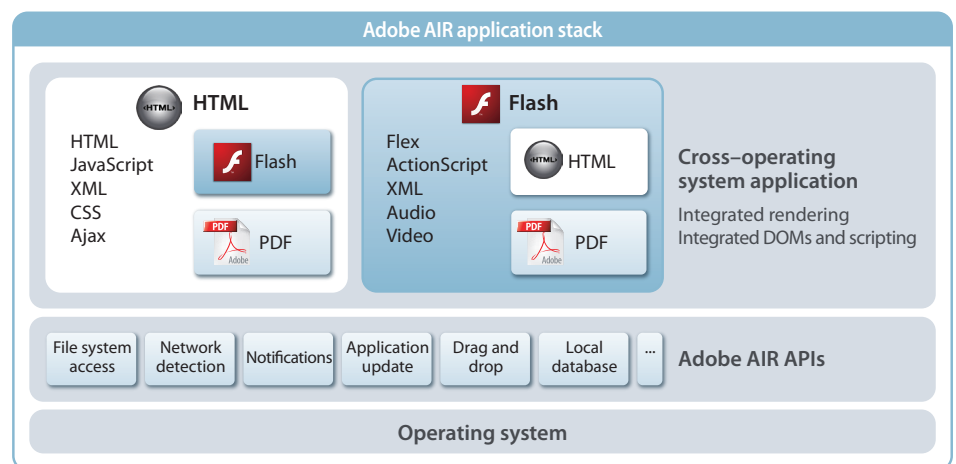 Adobe AIR application stack
HTML
HTML
HTML
JavaScript
XML
CSS
Ajax
Flash
PDF
Adobe
PDF
Flash
Flex
ActionScript
XML
Audio
Video
HTML
HTML
PDF
Adobe
PDF
Cross–operating
system application
Integrated rendering
Integrated DOMs and scripting
File system
access
Network
detection
Notifications
Application
update
Drag and
drop
Local
database
...
Adobe AIR APIs
Operating system